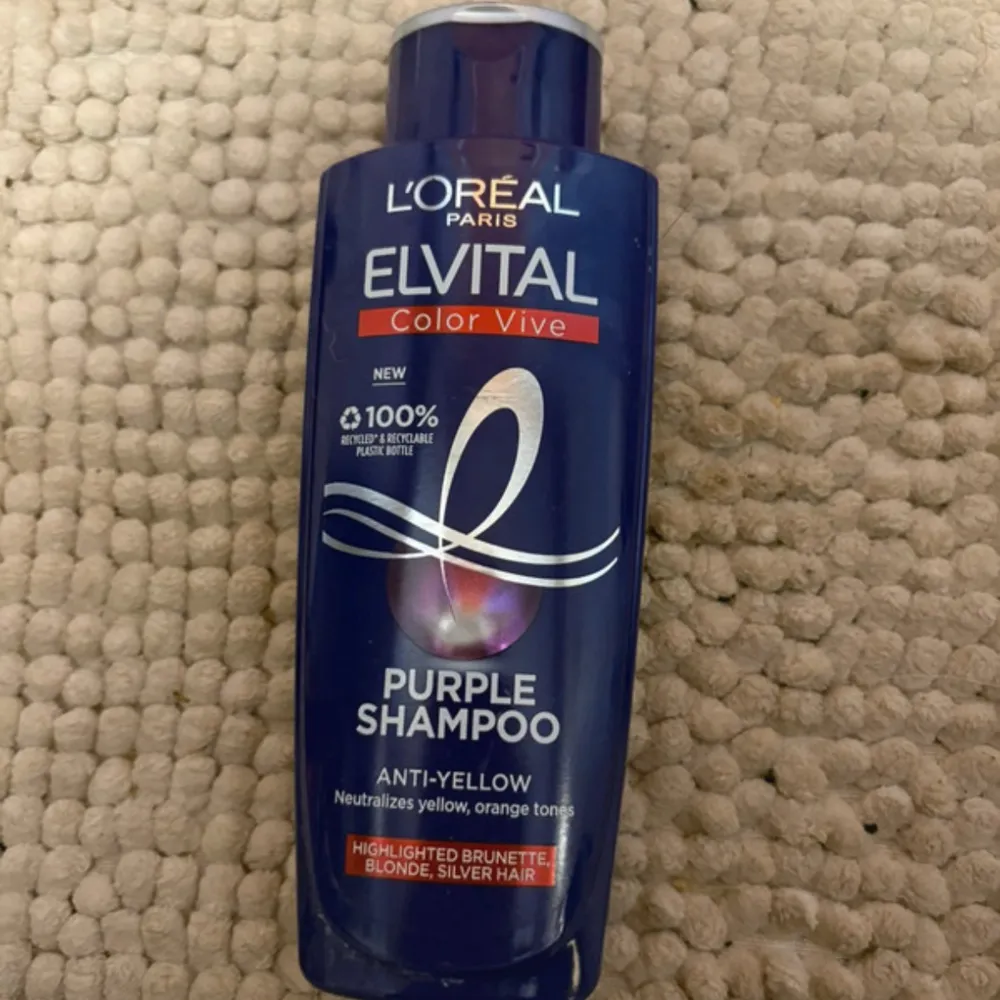 L'ORÉAL
PARIS
ELVITAL
Color Vive
NEW
100%
RECYCLED* & RECYCLABLE
PLASTIC BOTTLE
PURPLE
SHAMPOO
ANTI-YELLOW
Neutralizes yellow, orange tones
HIGHLIGHTED BRUNETTE,
BLONDE, SILVER HAIR